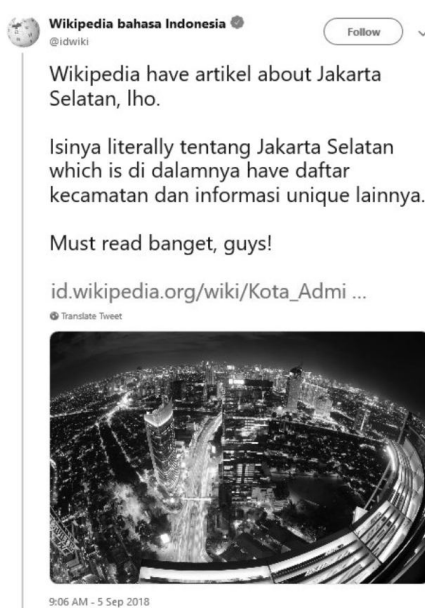 Wikipedia bahasa Indonesia
@idwiki
Follow
Wikipedia have artikel about Jakarta
Selatan, lho.
Isinya literally tentang Jakarta Selatan
which is di dalamnya have daftar
kecamatan dan informasi unique lainnya.
Must read banget, guys!
id.wikipedia.org/wiki/Kota_Admi ...
Translate Tweet
9:06 AM - 5 Sep 2018